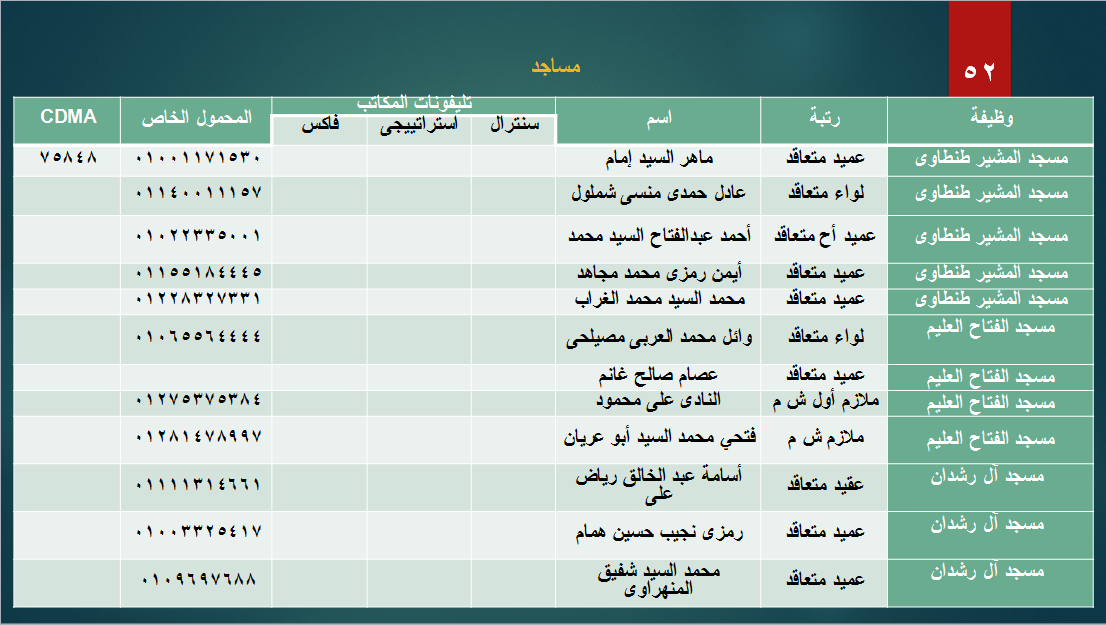 ٥٢
مساجد
وظيفة رتبة اسم تليفونات المكاتب المحمول الخاص CDMA
سنترال استراتييجى فاكس
مسجد المشير طنطاوى عميد متعاقد ماهر السيد إمام ٠١٠٠١١٧١٥٣٠ ٧٥٨٤٨
مسجد المشير طنطاوى لواء متعاقد عادل حمدى منسى شملول ٠١١٤٠٠١١١٥٧
مسجد المشير طنطاوى عميد أح متعاقد أحمد عبدالفتاح السيد محمد ٠١٠٢٢٣٣٥٠٠١
مسجد المشير طنطاوى عميد متعاقد أيمن رمزى محمد مجاهد ٠١١٥٥١٨٤٤٤٥
مسجد المشير طنطاوى عميد متعاقد محمد السيد محمد الغراب ٠١٢٢٨٣٢٧٣٣١
مسجد الفتاح العليم لواء متعاقد وائل محمد العربى مصيلحى ٠١٠٦٥٥٦٤٤٤٤
مسجد الفتاح العليم عميد متعاقد عصام صالح غانم
مسجد الفتاح العليم ملازم أول ش م النادى على محمود ٠١٢٧٥٣٧٥٣٨٤
مسجد الفتاح العليم ملازم ش م فتحي محمد السيد أبو عريان ٠١٢٨١٤٧٨٩٩٧
مسجد آل رشدان عقيد متعاقد أسامة عبد الخالق رياض
على ٠١١١١٣١٤٦٦١
مسجد آل رشدان عميد متعاقد رمزى نجيب حسين همام ٠١٠٠٣٣٢٥٤١٧
مسجد آل رشدان عميد متعاقد محمد السيد شفيق
المنهراوى ٠١٠٩٦٩٧٦٨٨